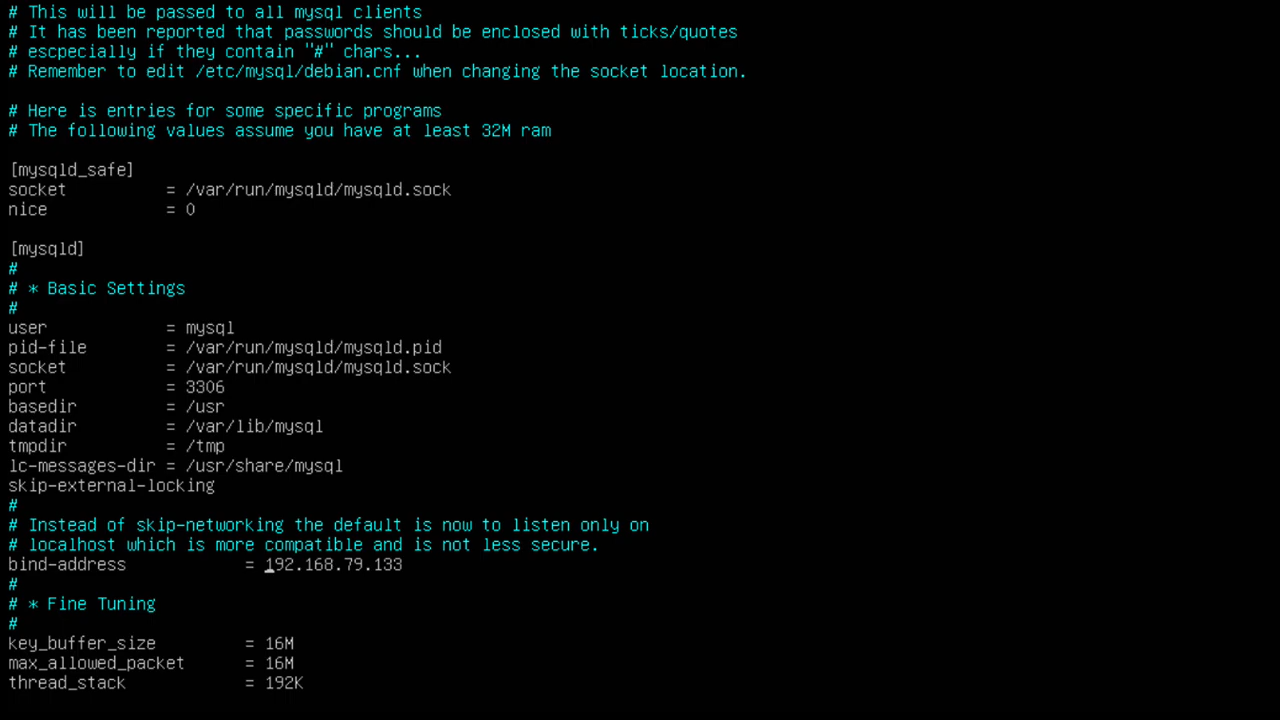 # This will be passed to all mysql clients
# It has been reported that passwords should be enclosed with ticks/quotes
# escpecially if they contain "#" chars...
# Remember to edit /etc/mysql/debian.cnf when changing the socket location.
# Here is entries for some specific programs
# The following values assume you have at least 32M ram
[mysqld_safe]
socket = /var/run/mysqld/mysqld.sock
nice = 0
[mysqld]
#
# * Basic Settings
#
user = mysql
pid-file = /var/run/mysqld/mysqld.pid
socket = /var/run/mysqld/mysqld.sock
port = 3306
basedir = /usr
datadir = /var/lib/mysql
tmpdir = /tmp
lc-messages-dir = /usr/share/mysql
skip-external-locking
#
# Instead of skip-networking the default is now to listen only on
# localhost which is more compatible and is not less secure.
bind-address = 192.168.79.133
#
# * Fine Tuning
#
key_buffer_size = 16M
max_allowed_packet = 16M
thread_stack = 192K